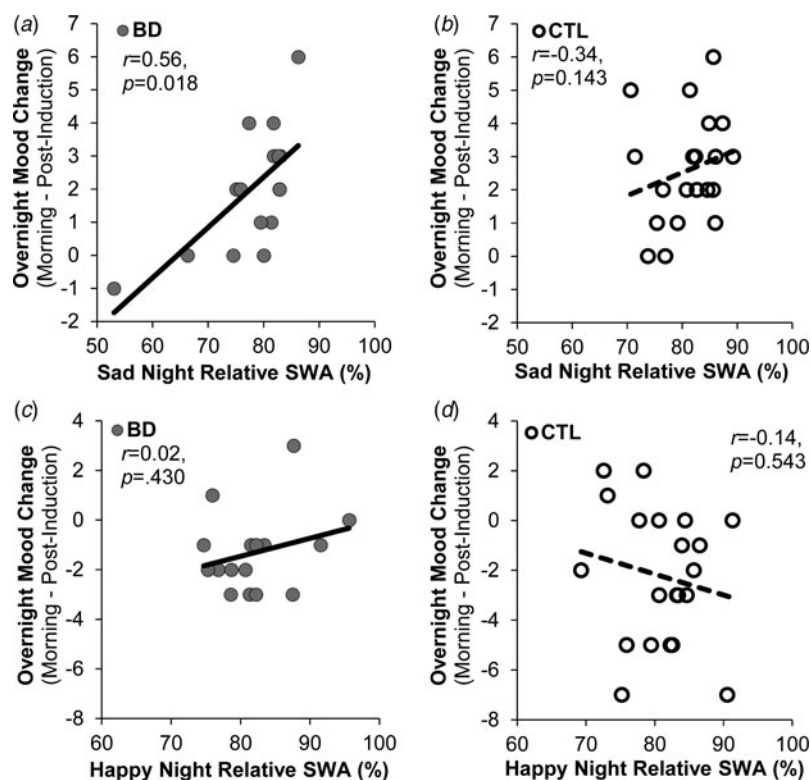 (a)
BD
r=0.56,
p=0.018
Overnight Mood Change
(Morning - Post-Induction)
7
6
5
4
3
2
1
0
-1
-2
50 60 70 80 90 100
Sad Night Relative SWA (%)
(b)
CTL
r=-0.34,
p=0.143
Overnight Mood Change
(Morning - Post-Induction)
7
6
5
4
3
2
1
0
-1
-2
50 60 70 80 90 100
Sad Night Relative SWA (%)
(c)
BD
r=0.02,
p=.430
Overnight Mood Change
(Morning - Post-Induction)
4
2
0
-2
-4
-6
-8
60 70 80 90 100
Happy Night Relative SWA (%)
(d)
CTL
r=-0.14,
p=0.543
Overnight Mood Change
(Morning - Post-Induction)
4
2
0
-2
-4
-6
-8
60 70 80 90 100
Happy Night Relative SWA (%)